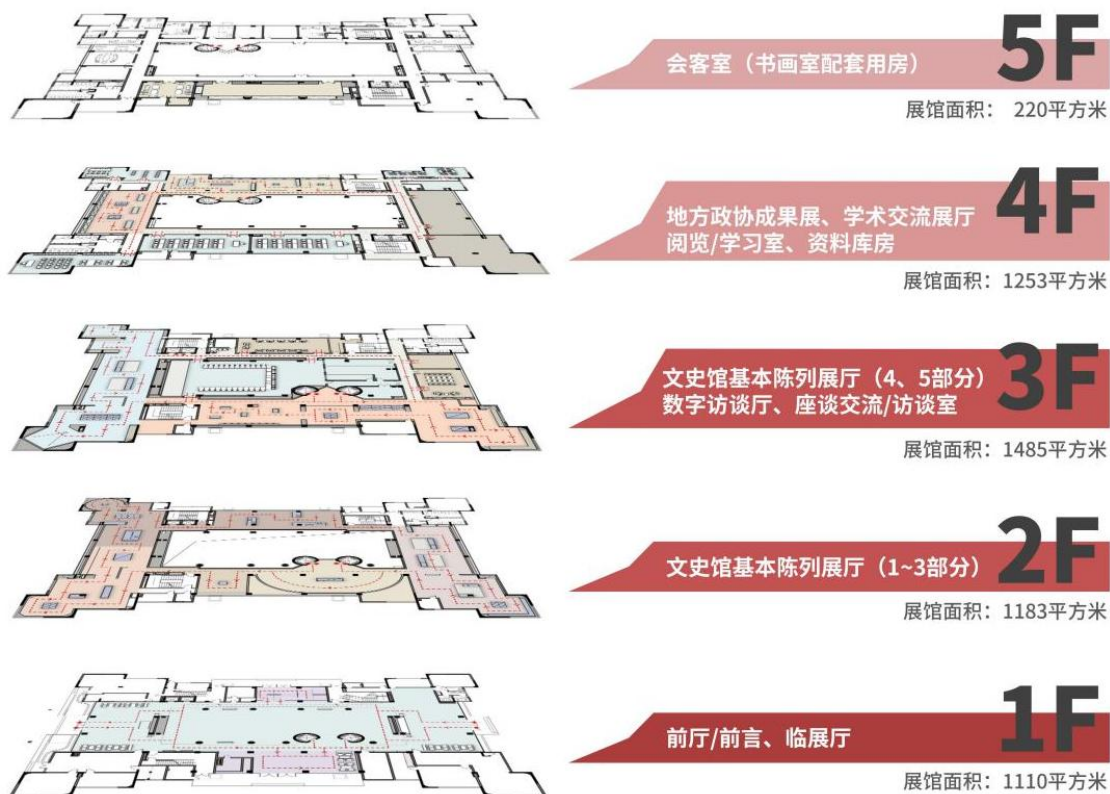 5F
会客室（书画室配套用房）
展馆面积： 220平方米
4F
地方政协成果展、学术交流展厅
阅览/学习室、资料库房
展馆面积：1253平方米
3F
文史馆基本陈列展厅（4、5部分）
数字访谈厅、座谈交流/访谈室
展馆面积：1485平方米
2F
文史馆基本陈列展厅（1~3部分）
展馆面积：1183平方米
1F
前厅/前言、临展厅
展馆面积：1110平方米